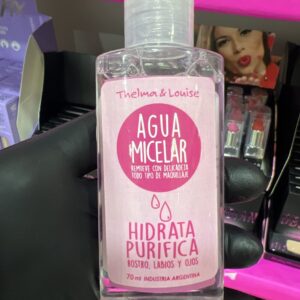 Thelma & Louise
AGUA
MICELAR
REMUEVE CON DELICADEZA
TODO TIPO DE MAQUILLAJE
HIDRATA
PURIFICA
ROSTRO, LABIOS Y OJOS
70 ml INDUSTRIA ARGENTINA